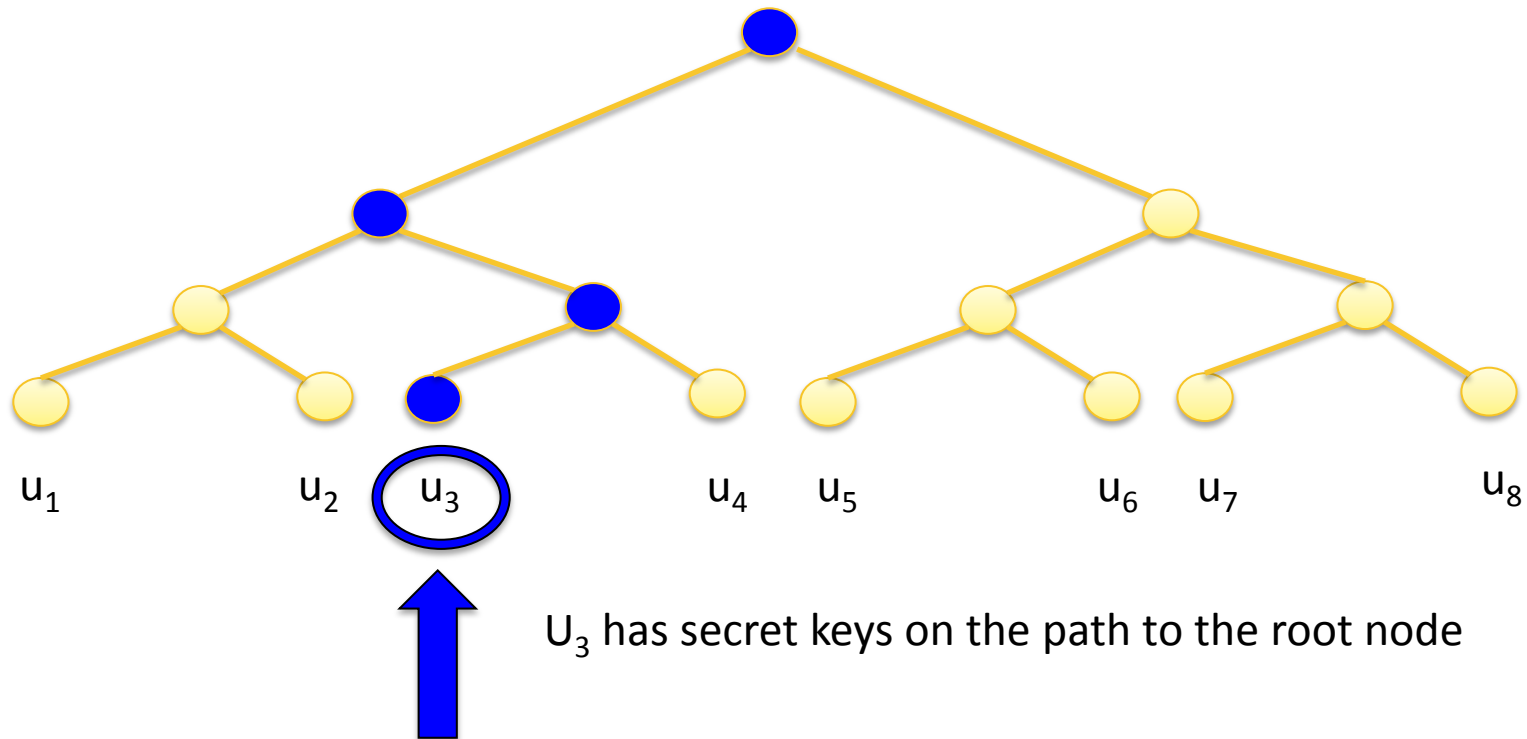 u₁ u₂ u₃ u₄ u₅ u₆ u₇ u₈
U₃ has secret keys on the path to the root node